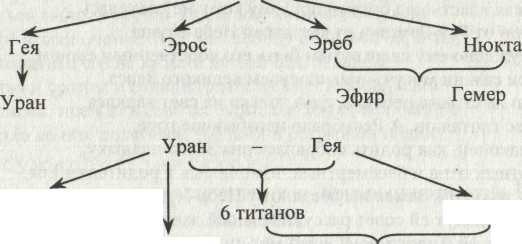 Гея Эрос Эреб Нюкта
Уран Эфир Гемер
Уран – Гея
6 титанов